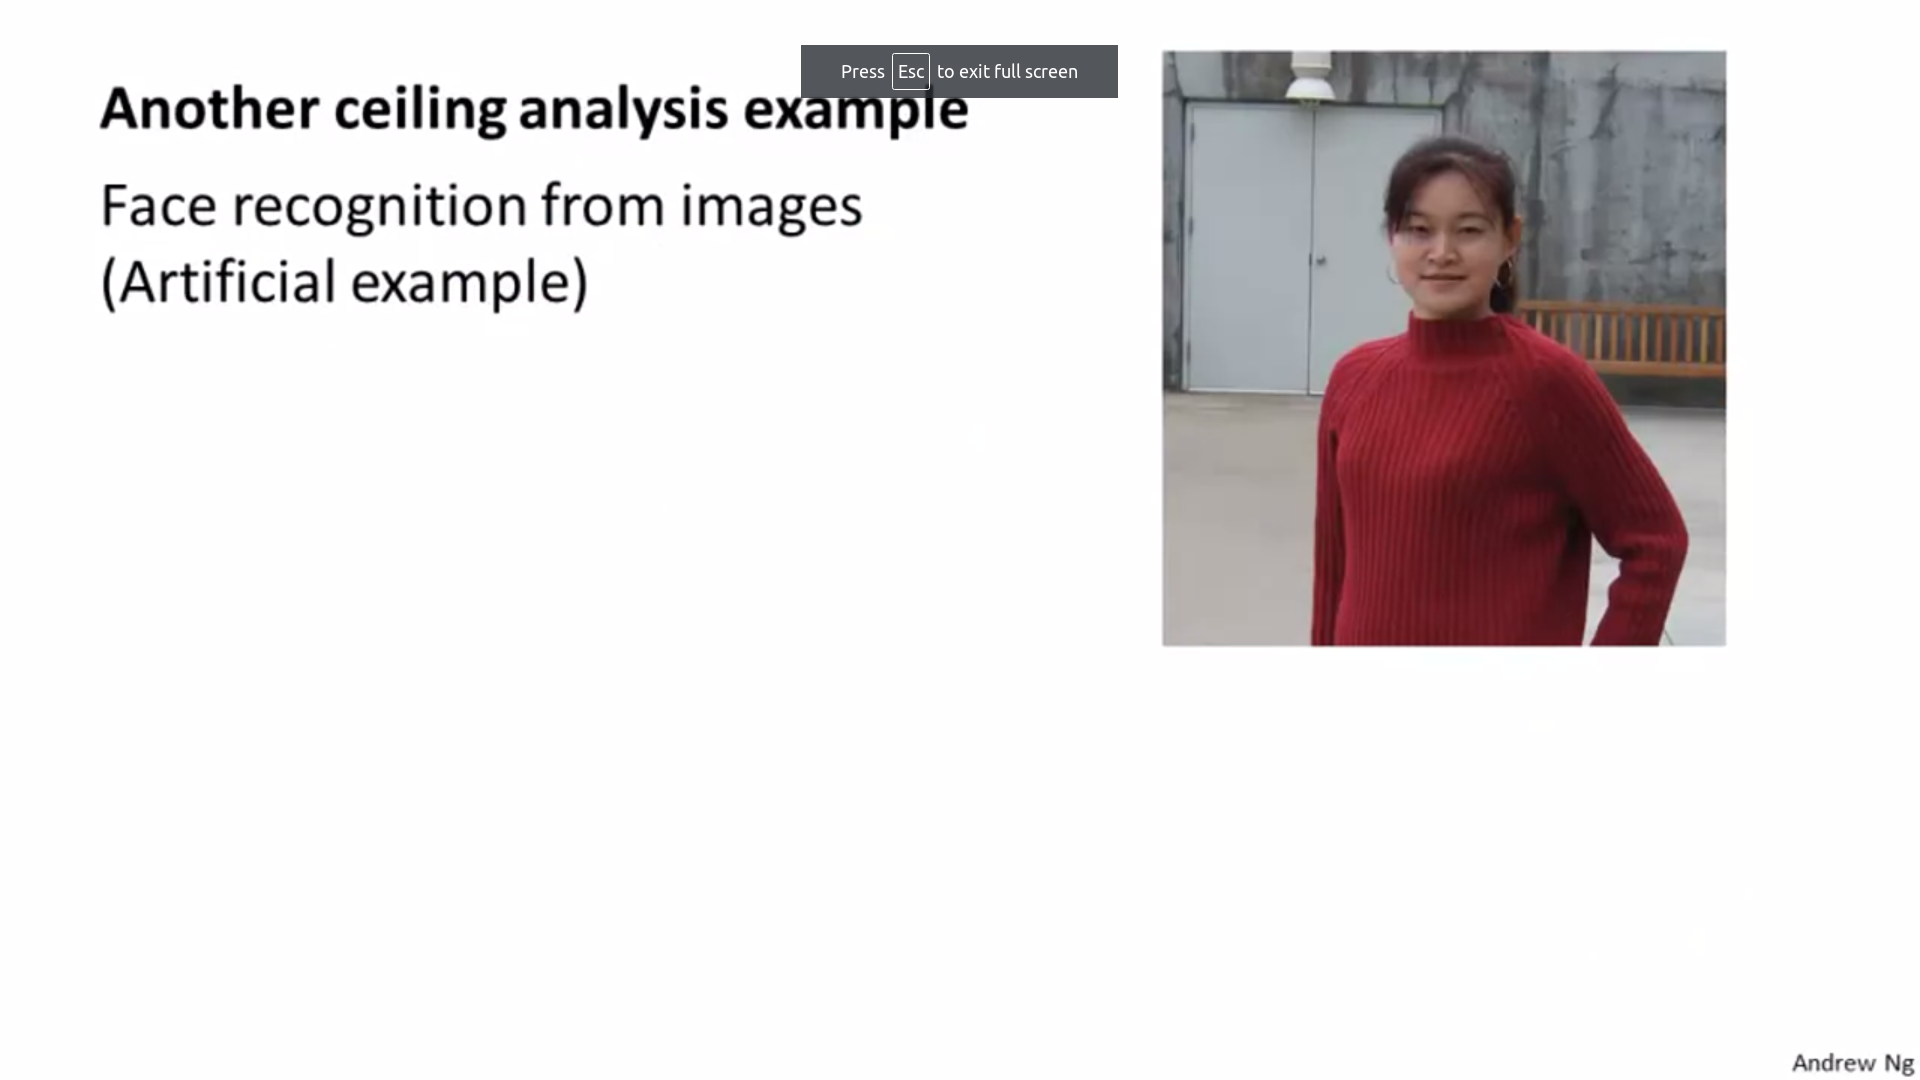 Press Esc to exit full screen
Another ceiling analysis example
Face recognition from images
(Artificial example)
Andrew Ng